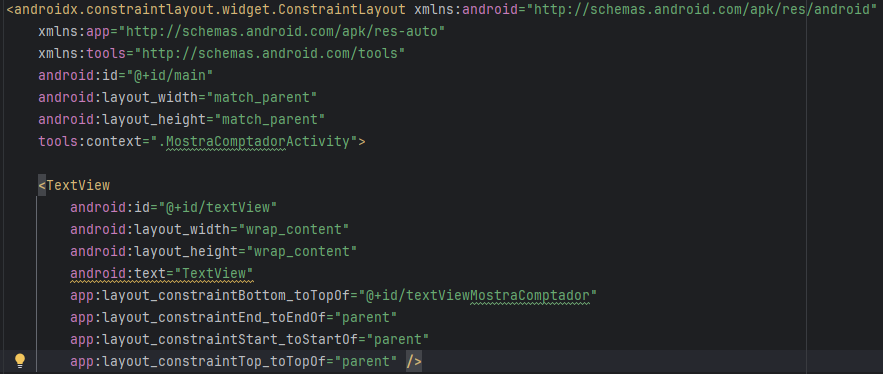 <androidx.constraintlayout.widget.ConstraintLayout xmlns:android="http://schemas.android.com/apk/res/android"
    xmlns:app="http://schemas.android.com/apk/res-auto"
    xmlns:tools="http://schemas.android.com/tools"
    android:id="@+id/main"
    android:layout_width="match_parent"
    android:layout_height="match_parent"
    tools:context=".MostraComptadorActivity">

    <TextView
        android:id="@+id/textView"
        android:layout_width="wrap_content"
        android:layout_height="wrap_content"
        android:text="TextView"
        app:layout_constraintBottom_toTopOf="@+id/textViewMostraComptador"
        app:layout_constraintEnd_toEndOf="parent"
        app:layout_constraintStart_toStartOf="parent"
        app:layout_constraintTop_toTopOf="parent" />